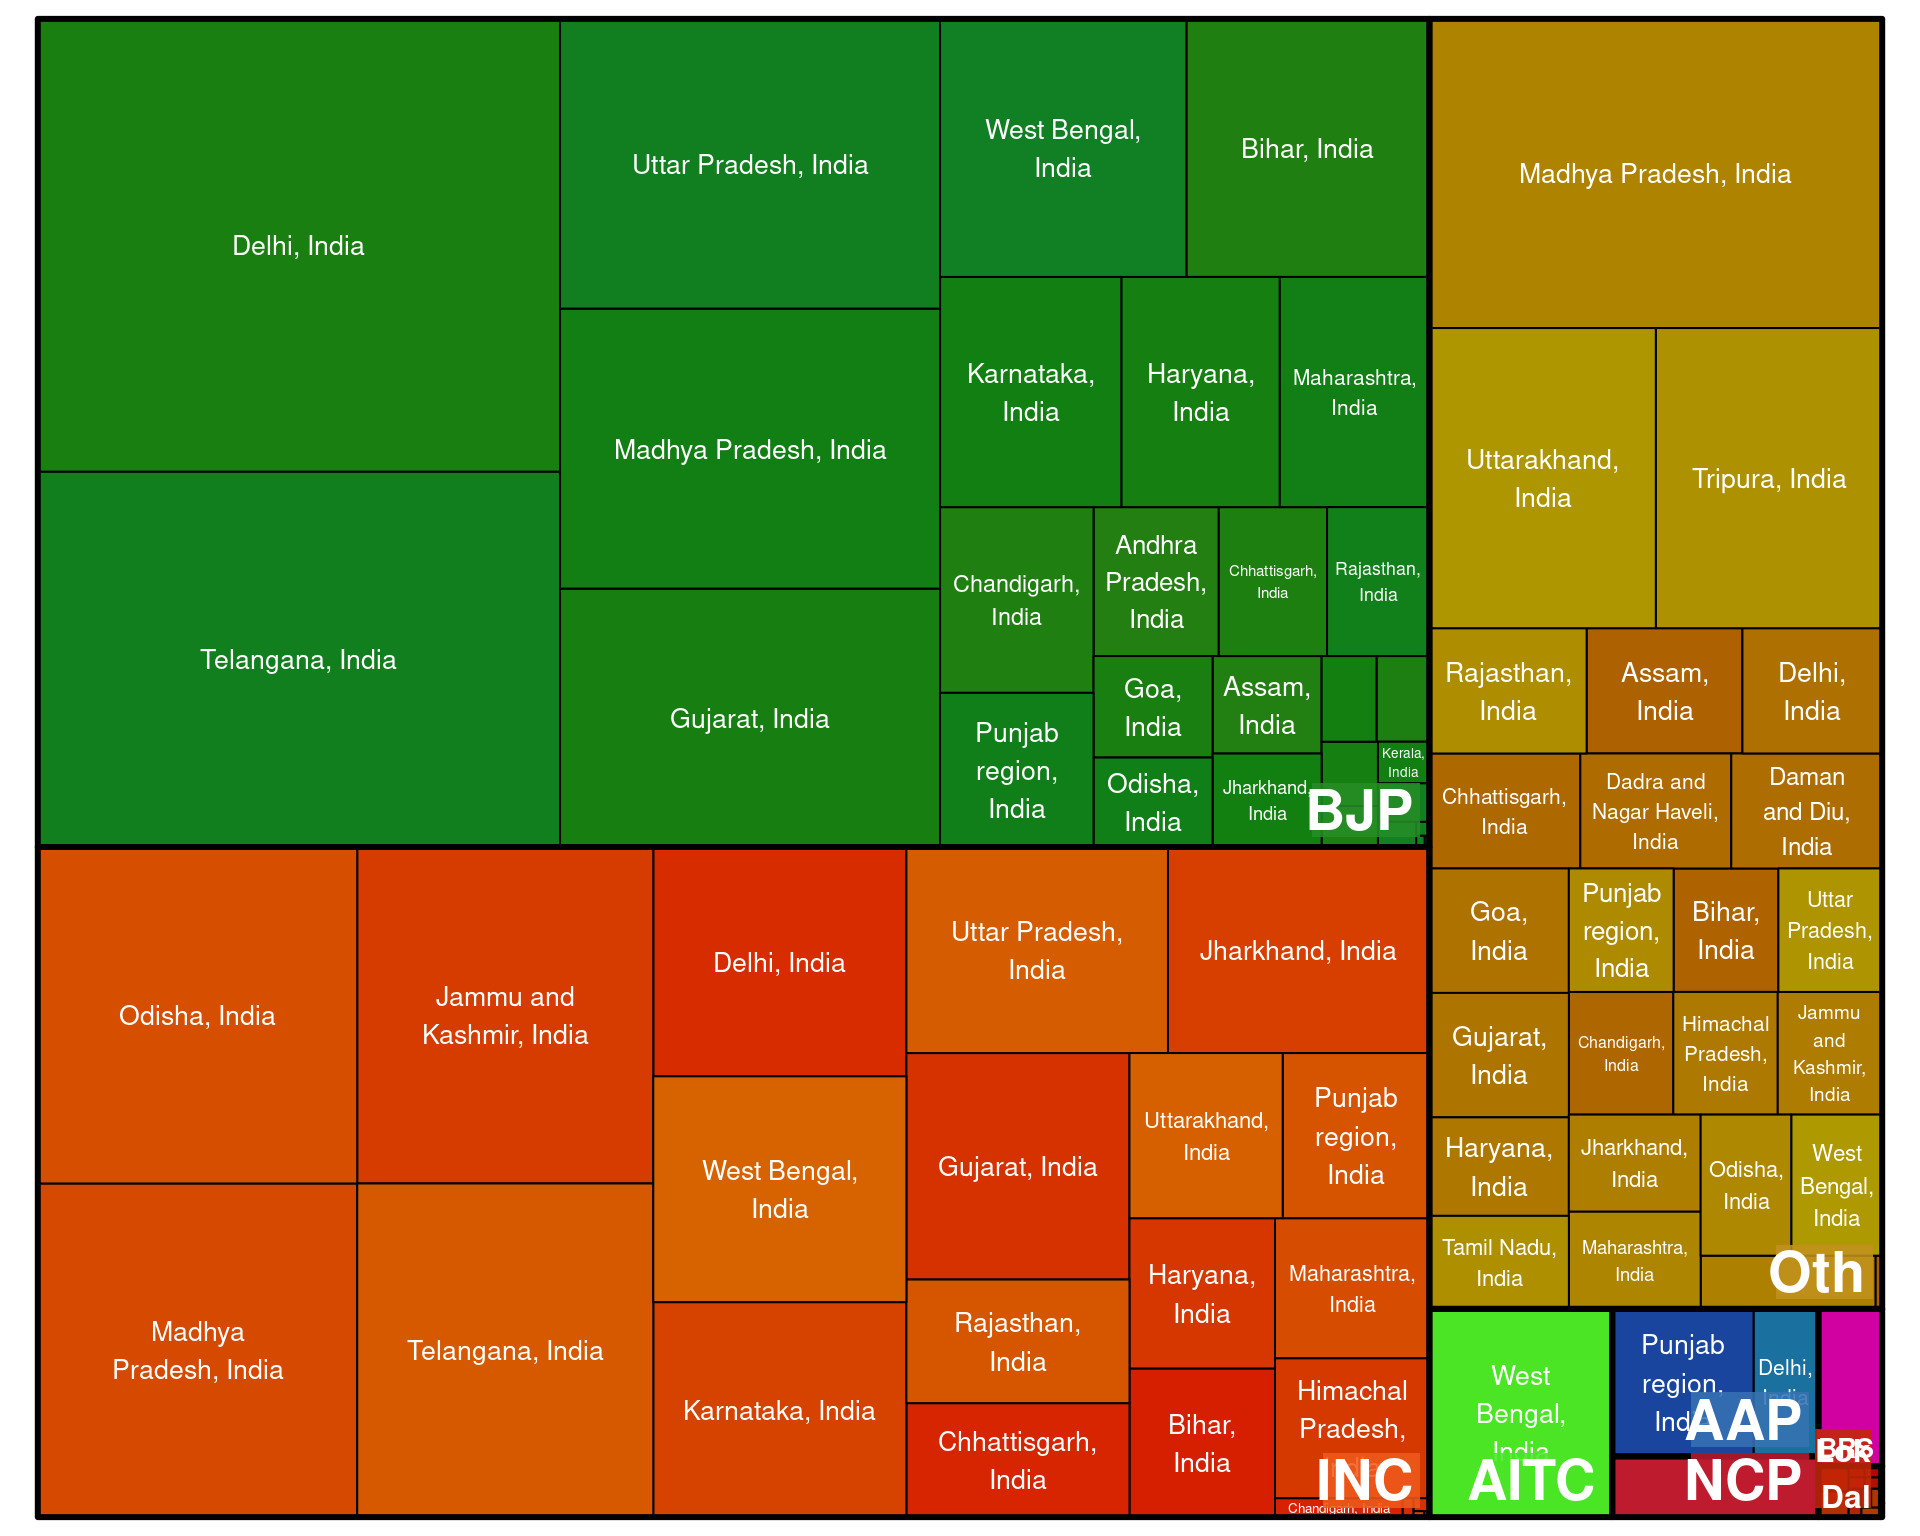 Delhi, India
Telangana, India
Uttar Pradesh, India
Madhya Pradesh, India
Gujarat, India
West Bengal,
India
Bihar, India
Karnataka,
India
Haryana,
India
Maharashtra,
India
Chandigarh,
India
Andhra
Pradesh,
India
Chhattisgarh,
India
Rajasthan,
India
Punjab
region,
India
Goa,
India
Assam,
India
Odisha,
India
Jharkhand,
India
Kerala,
India
BJP
Odisha, India
Madhya
Pradesh, India
Jammu and
Kashmir, India
Telangana, India
Delhi, India
West Bengal,
India
Karnataka, India
Uttar Pradesh,
India
Jharkhand, India
Gujarat, India
Rajasthan,
India
Chhattisgarh,
India
Uttarakhand,
India
Punjab
region,
India
Haryana,
India
Maharashtra,
India
Bihar,
India
Himachal
Pradesh,
India
Chandigarh, India
INC
Madhya Pradesh, India
Uttarakhand,
India
Tripura, India
Rajasthan,
India
Assam,
India
Delhi,
India
Chhattisgarh,
India
Dadra and
Nagar Haveli,
India
Daman
and Diu,
India
Goa,
India
Punjab
region,
India
Bihar,
India
Uttar
Pradesh,
India
Gujarat,
India
Chandigarh,
India
Himachal
Pradesh,
India
Jammu
and
Kashmir,
India
Haryana,
India
Jharkhand,
India
Odisha,
India
West
Bengal,
India
Tamil Nadu,
India
Maharashtra,
India
Oth
West
Bengal,
India
AITC
Punjab
region,
India
Delhi,
India
AAP
NCP
BRS
Dal